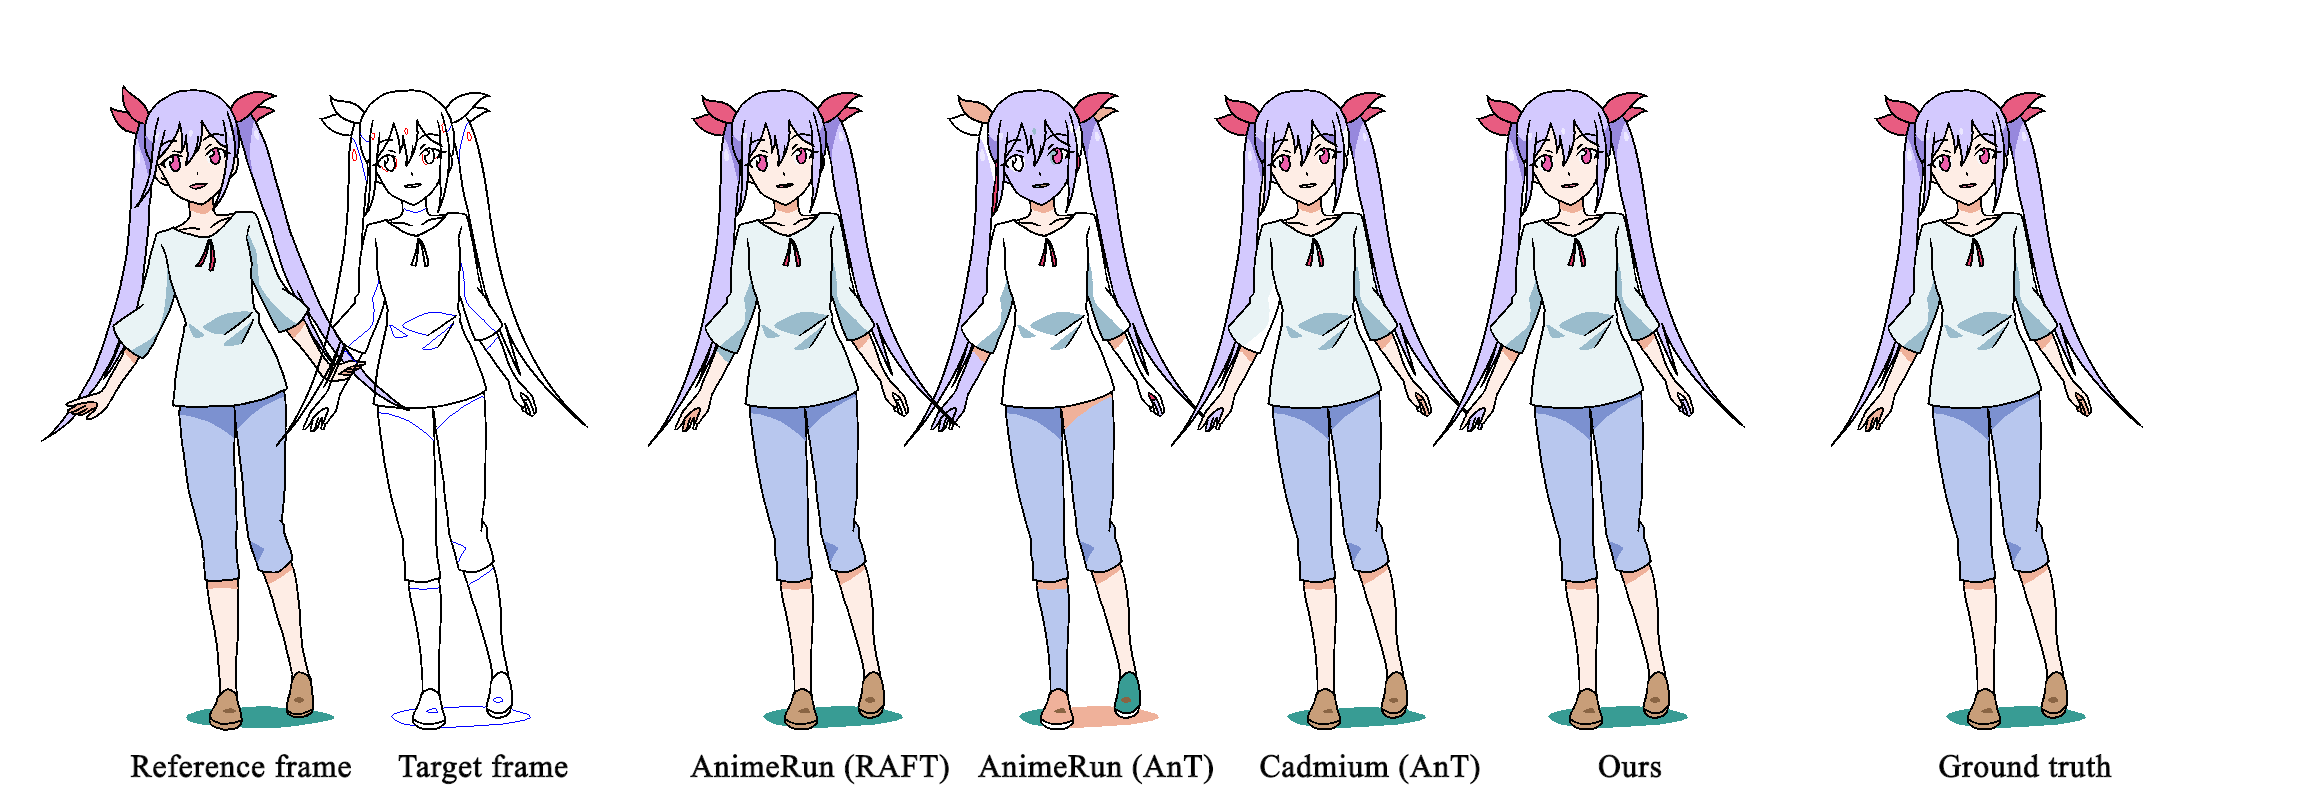 Reference frame
Target frame
AnimeRun (RAFT)
AnimeRun (AnT)
Cadmium (AnT)
Ours
Ground truth